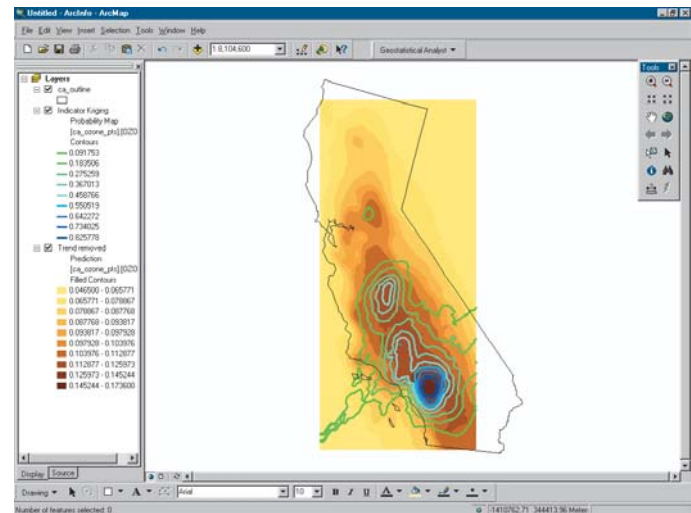 Untitled - ArcInfo - ArcMap
File Edit View Insert Selection Tools Window Help
1:8,104,600
Geostatistical Analyst
Tools
Layers
ca_outline
Indicator Kriging
Probability Map
[ca_ozone_pts].[OZO
Contours
0.091753
0.183506
0.275259
0.367013
0.458766
0.550519
0.642272
0.734025
0.825778
Trend removed
Prediction
[ca_ozone_pts].[OZO
Filled Contours
0.046500 - 0.065771
0.065771 - 0.078867
0.078867 - 0.087768
0.087768 - 0.093817
0.093817 - 0.097928
0.097928 - 0.103976
0.103976 - 0.112877
0.112877 - 0.125973
0.125973 - 0.145244
0.145244 - 0.173600
Display Source
Drawing A Arial 10 B I U A
Number of features selected: 0
-1410762.71 344413.96 Meter